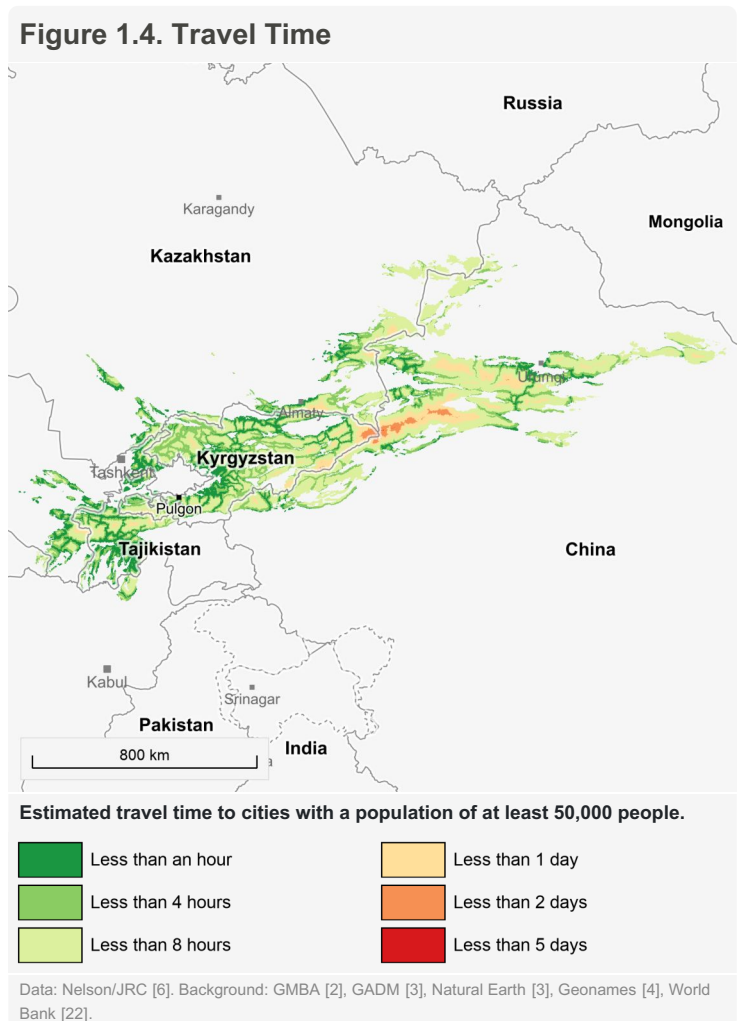 Figure 1.4. Travel Time
Russia
Karagandy
Mongolia
Kazakhstan
Urumqi
Almaty
Kyrgyzstan
Tashkent
Pulgon
Tajikistan
China
Kabul
Srinagar
Pakistan
India
800 km
a
Estimated travel time to cities with a population of at least 50,000 people.
Less than an hour
Less than 1 day
Less than 4 hours
Less than 2 days
Less than 8 hours
Less than 5 days
Data: Nelson/JRC [6]. Background: GMBA [2], GADM [3], Natural Earth [3], Geonames [4], World
Bank [22].